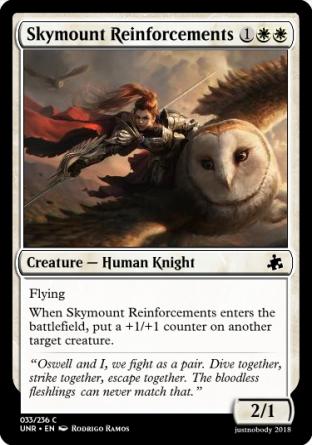 Skymount Reinforcements 1
Creature — Human Knight
Flying
When Skymount Reinforcements enters the
battlefield, put a +1/+1 counter on another
target creature.
“Oswell and I, we fight as a pair. Dive together,
strike together, escape together. The bloodless
fleshlings can never match that.”
2/1
033/236 C
UNR • EN Rodrigo Ramos
justnobody 2018